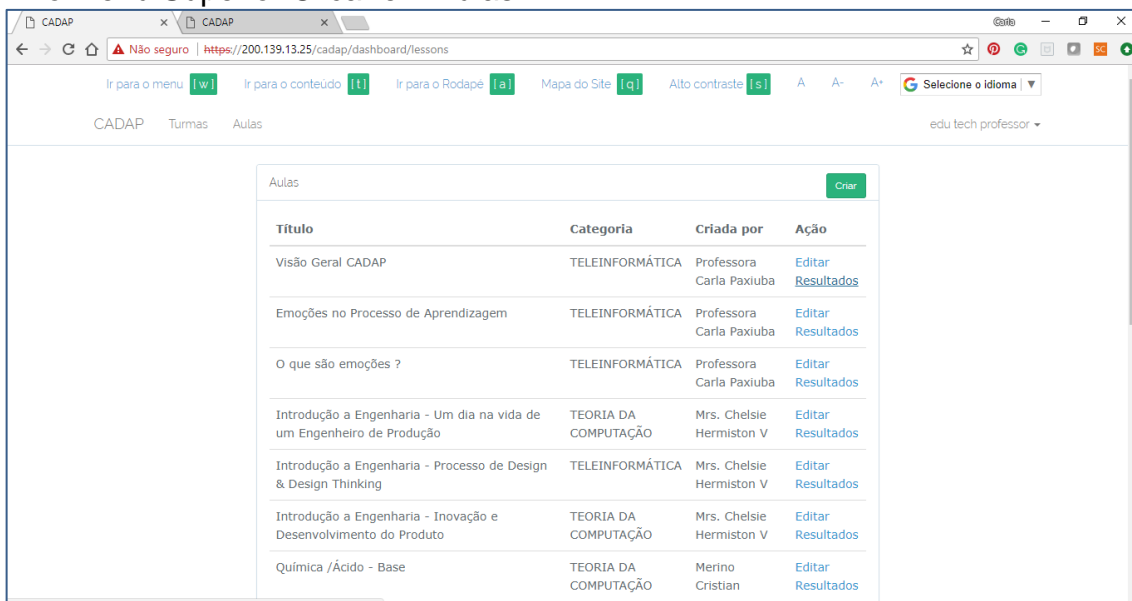 CADAP
CADAP
Carla
Não seguro | https://200.139.13.25/cadap/dashboard/lessons
Ir para o menu [w] Ir para o conteúdo [t] Ir para o Rodapé [a] Mapa do Site [q] Alto contraste [s] A A- A+ Selecione o idioma
CADAP Turmas Aulas edu tech professor
Aulas Criar
Título Categoria Criada por Ação
Visão Geral CADAP TELEINFORMÁTICA Professora Editar
Carla Paxiuba Resultados
Emoções no Processo de Aprendizagem TELEINFORMÁTICA Professora Editar
Carla Paxiuba Resultados
O que são emoções ? TELEINFORMÁTICA Professora Editar
Carla Paxiuba Resultados
Introdução a Engenharia - Um dia na vida de TEORIA DA Mrs. Chelsie Editar
um Engenheiro de Produção COMPUTAÇÃO Hermiston V Resultados
Introdução a Engenharia - Processo de Design TELEINFORMÁTICA Mrs. Chelsie Editar
& Design Thinking Hermiston V Resultados
Introdução a Engenharia - Inovação e TEORIA DA Mrs. Chelsie Editar
Desenvolvimento do Produto COMPUTAÇÃO Hermiston V Resultados
Química /Ácido - Base TEORIA DA Merino Editar
COMPUTAÇÃO Cristian Resultados